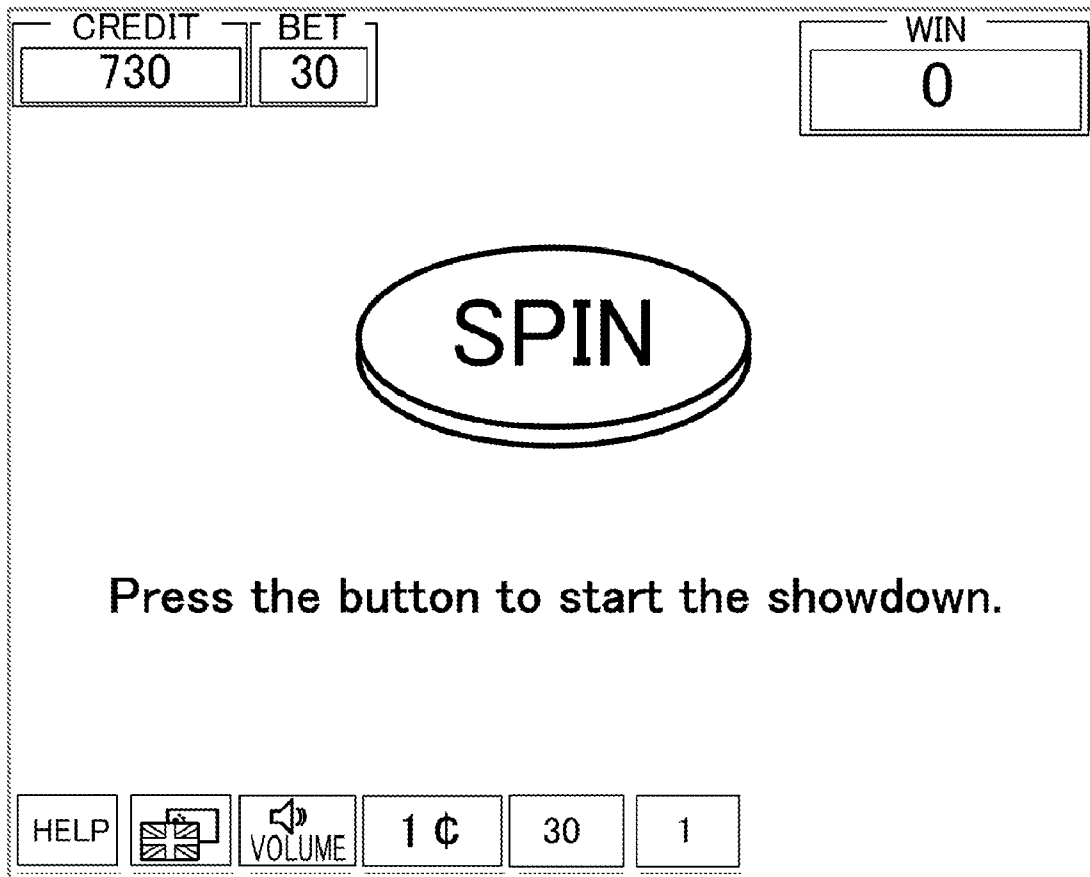 CREDIT BET WIN
730 30 0
SPIN
Press the button to start the showdown.
HELP VOLUME 1 ¢ 30 1